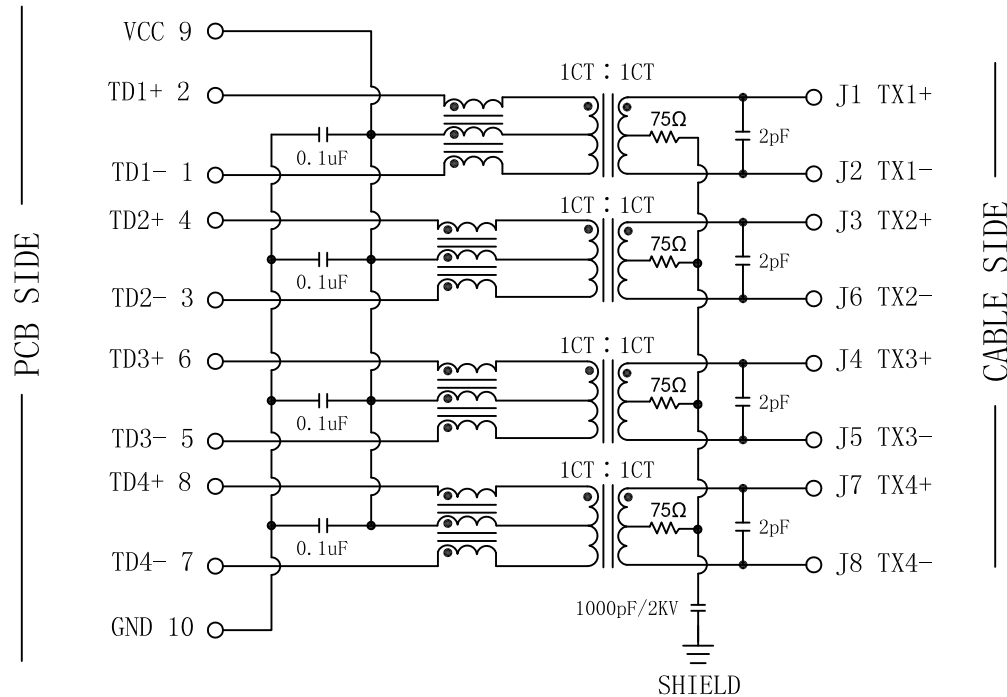 VCC 9
1CT : 1CT
TD1+ 2
J1 TX1+
75Ω
2pF
0.1uF
TD1- 1
J2 TX1-
1CT : 1CT
TD2+ 4
J3 TX2+
75Ω
2pF
0.1uF
TD2- 3
J6 TX2-
PCB SIDE
CABLE SIDE
1CT : 1CT
TD3+ 6
J4 TX3+
75Ω
2pF
0.1uF
TD3- 5
J5 TX3-
1CT : 1CT
TD4+ 8
J7 TX4+
75Ω
2pF
0.1uF
TD4- 7
J8 TX4-
1000pF/2KV
GND 10
SHIELD